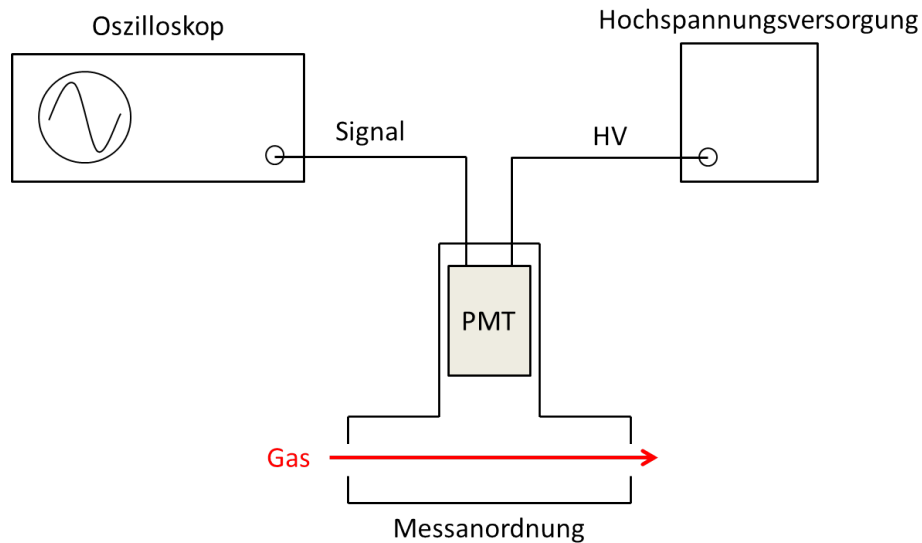 Oszilloskop
Hochspannungsversorgung
Signal
HV
PMT
Gas
Messanordnung